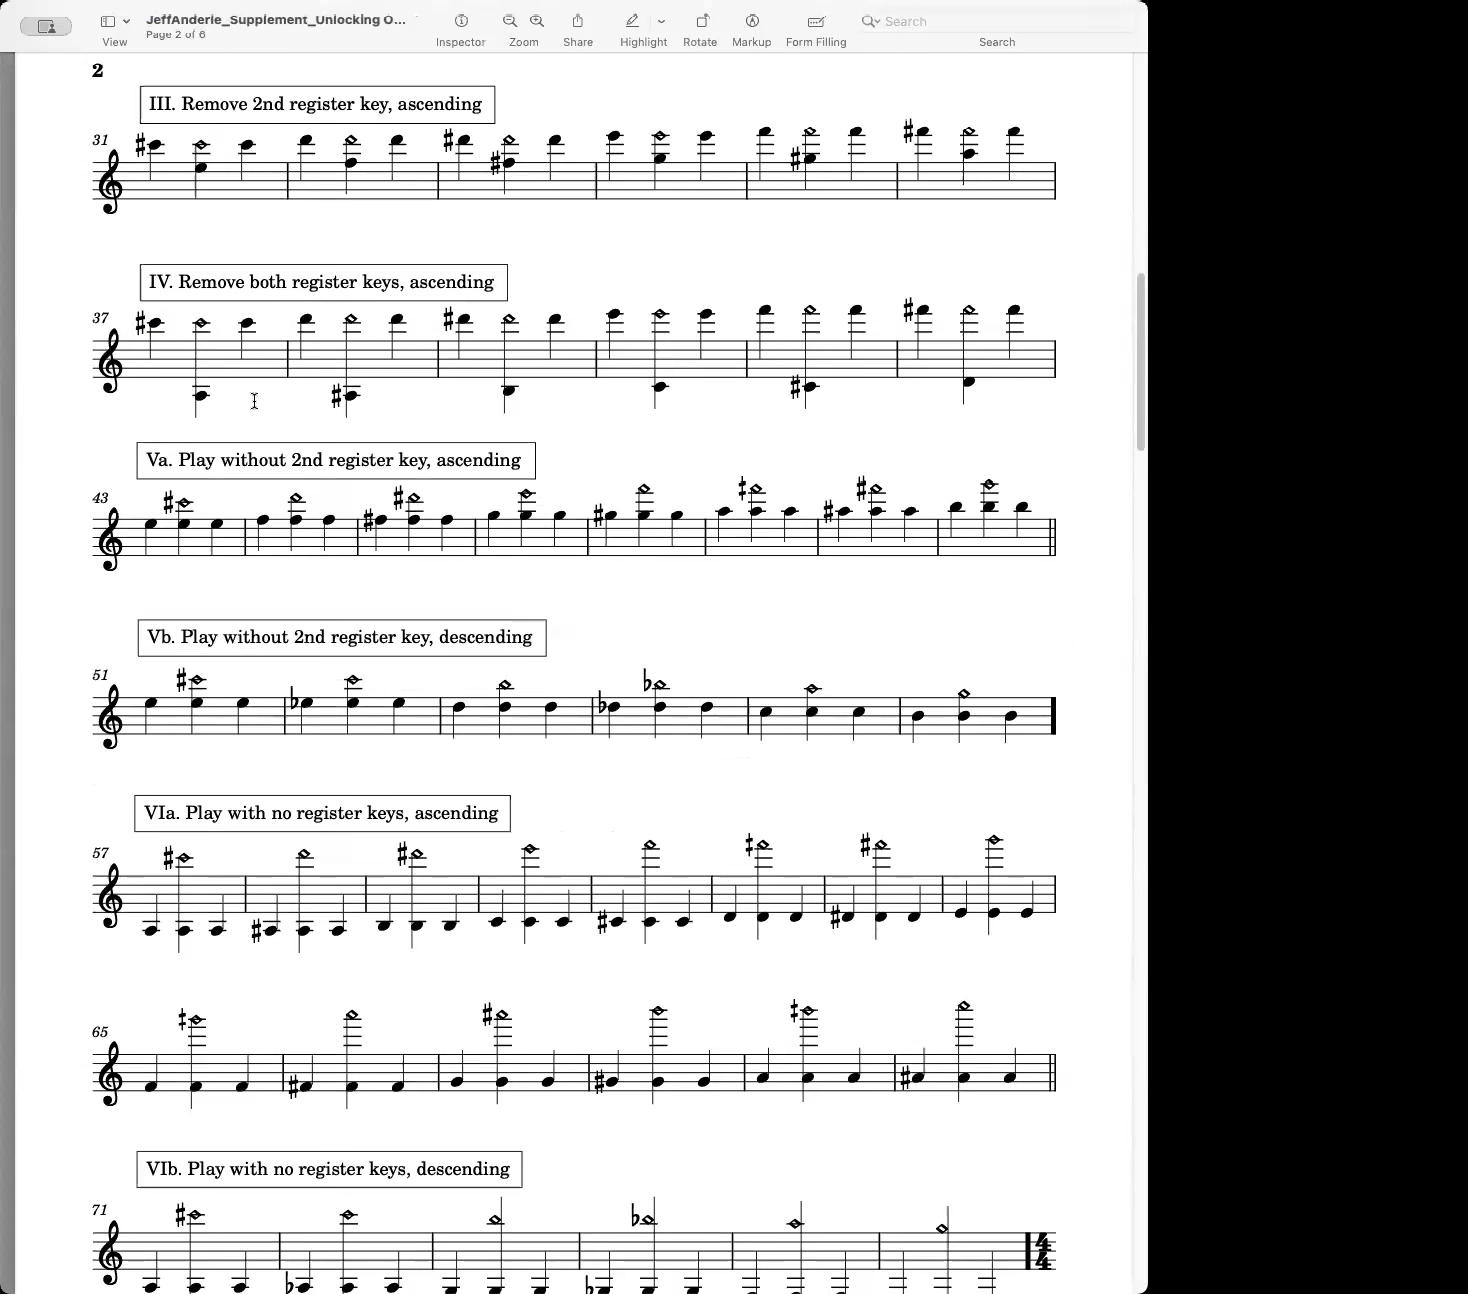 JeffAnderle_Supplement_Unlocking O...
Page 2 of 6
View
Inspector
Zoom
Share
Highlight
Rotate
Markup
Form Filling
Search
Search
2
III. Remove 2nd register key, ascending
31
IV. Remove both register keys, ascending
37
Va. Play without 2nd register key, ascending
43
Vb. Play without 2nd register key, descending
51
VIa. Play with no register keys, ascending
57
65
VIb. Play with no register keys, descending
71
4
4